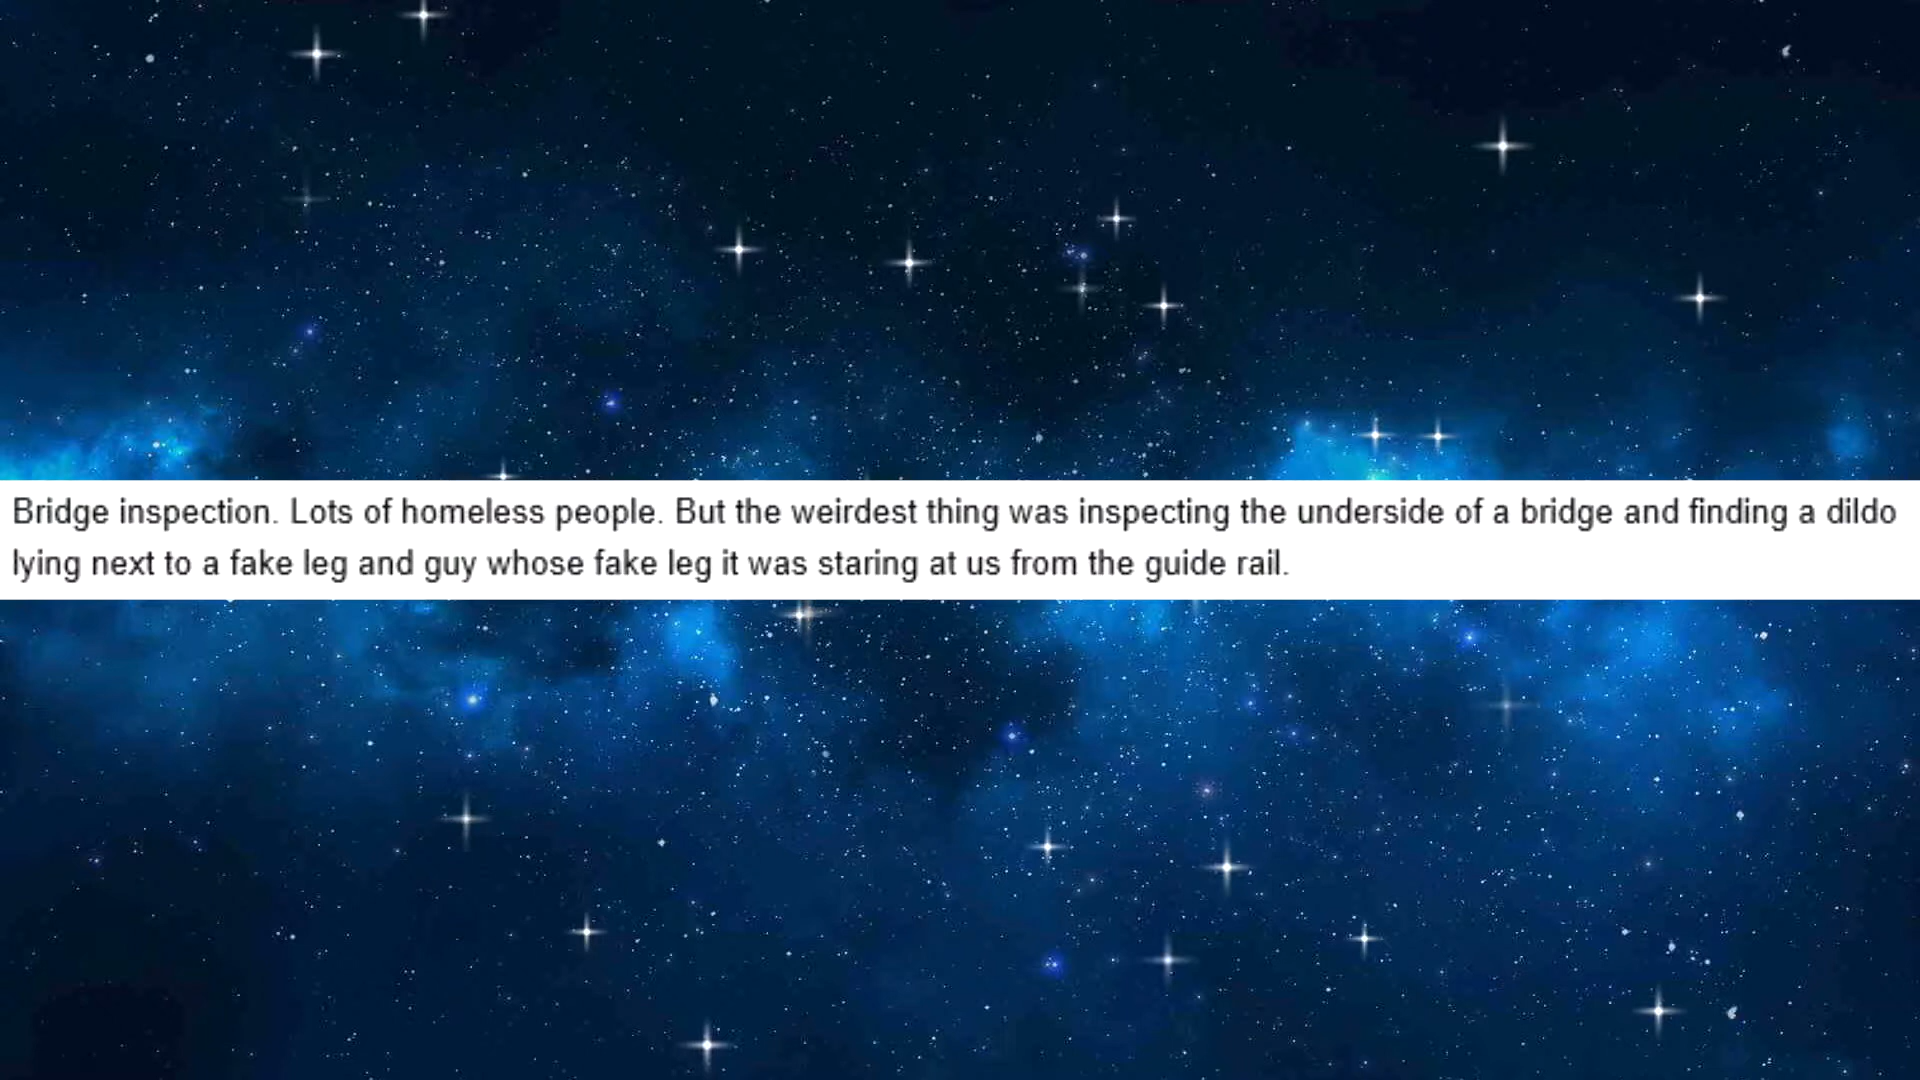 Bridge inspection. Lots of homeless people. But the weirdest thing was inspecting the underside of a bridge and finding a dildo
lying next to a fake leg and guy whose fake leg it was staring at us from the guide rail.